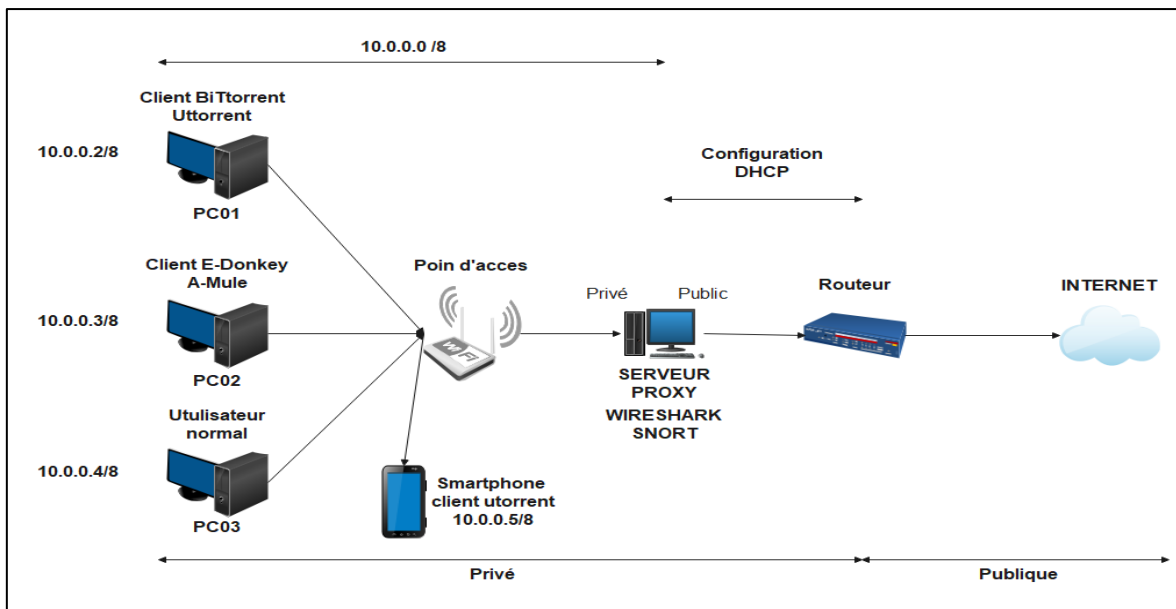 10.0.0.0 /8
Client BiTtorrent
Uttorrent
10.0.0.2/8
PC01
Configuration
DHCP
Client E-Donkey
A-Mule
10.0.0.3/8
PC02
Poin d'acces
WiFi
Privé
Public
SERVEUR
PROXY
WIRESHARK
SNORT
Routeur
INTERNET
Utulisateur
normal
10.0.0.4/8
PC03
Smartphone
client utorrent
10.0.0.5/8
Privé
Publique